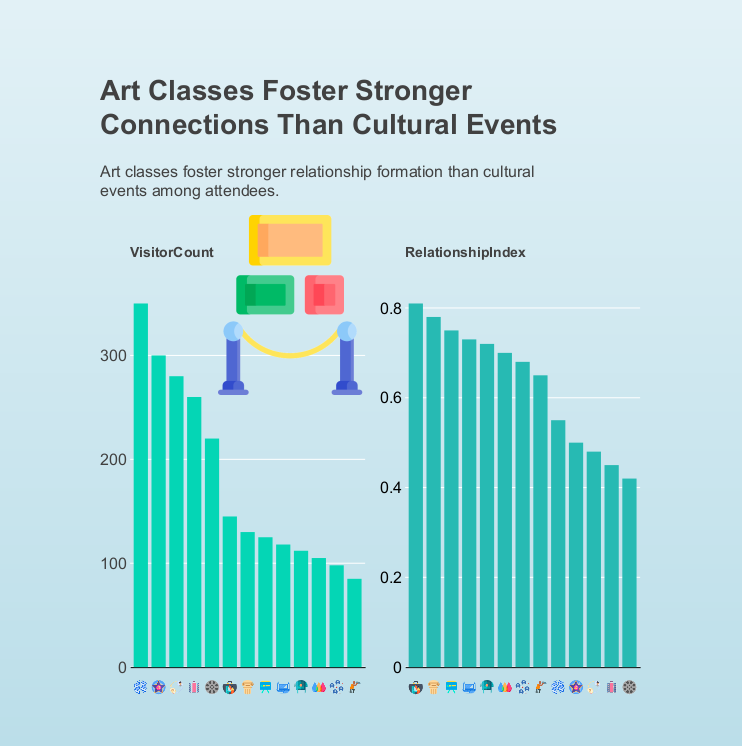 Art Classes Foster Stronger
Connections Than Cultural Events
Art classes foster stronger relationship formation than cultural
events among attendees.
VisitorCount
RelationshipIndex
300
200
100
0
0.8
0.6
0.4
0.2
0